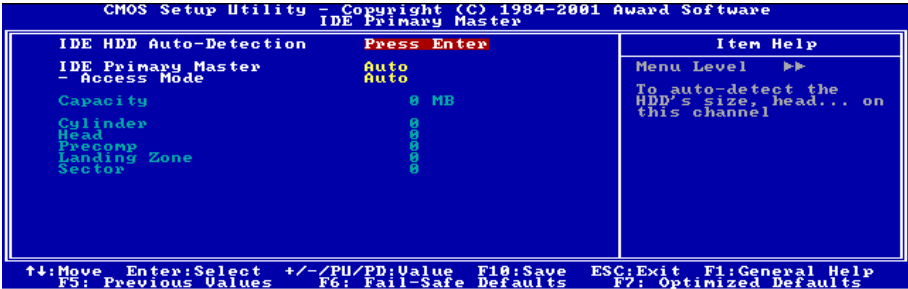 CMOS Setup Utility - Copyright (C) 1984-2001 Award Software
IDE Primary Master
IDE HDD Auto-Detection Press Enter
IDE Primary Master Auto
- Access Mode Auto
Capacity 0 MB
Cylinder 0
Head 0
Precomp 0
Landing Zone 0
Sector 0
Item Help
Menu Level ▶▶
To auto-detect the
HDD's size, head... on
this channel
↑↓:Move Enter:Select +/-/PU/PD:Value F10:Save ESC:Exit F1:General Help
F5: Previous Values F6: Fail-Safe Defaults F7: Optimized Defaults